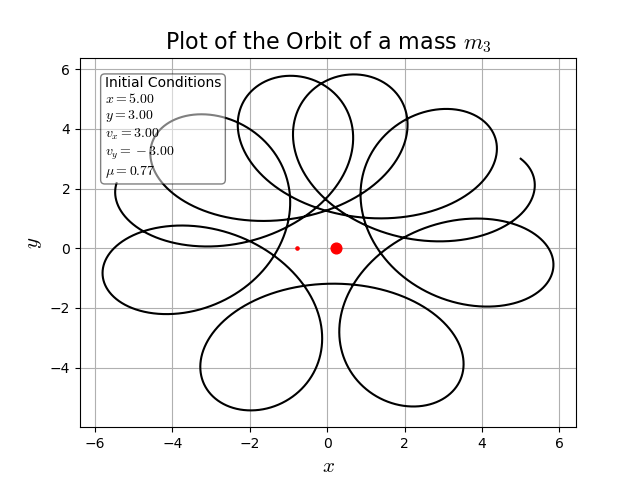 Plot of the Orbit of a mass m₃
Initial Conditions
x = 5.00
y = 3.00
vₓ = 3.00
v_y = −3.00
μ = 0.77
6
4
2
0
−2
−4
y
−6
−4
−2
0
2
4
6
x